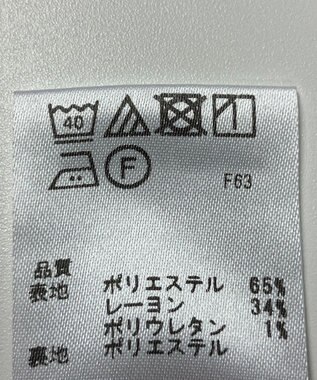 40
F
F63
品質
表地 ポリエステル 65%
レーヨン 34%
ポリウレタン 1%
裏地 ポリエステル